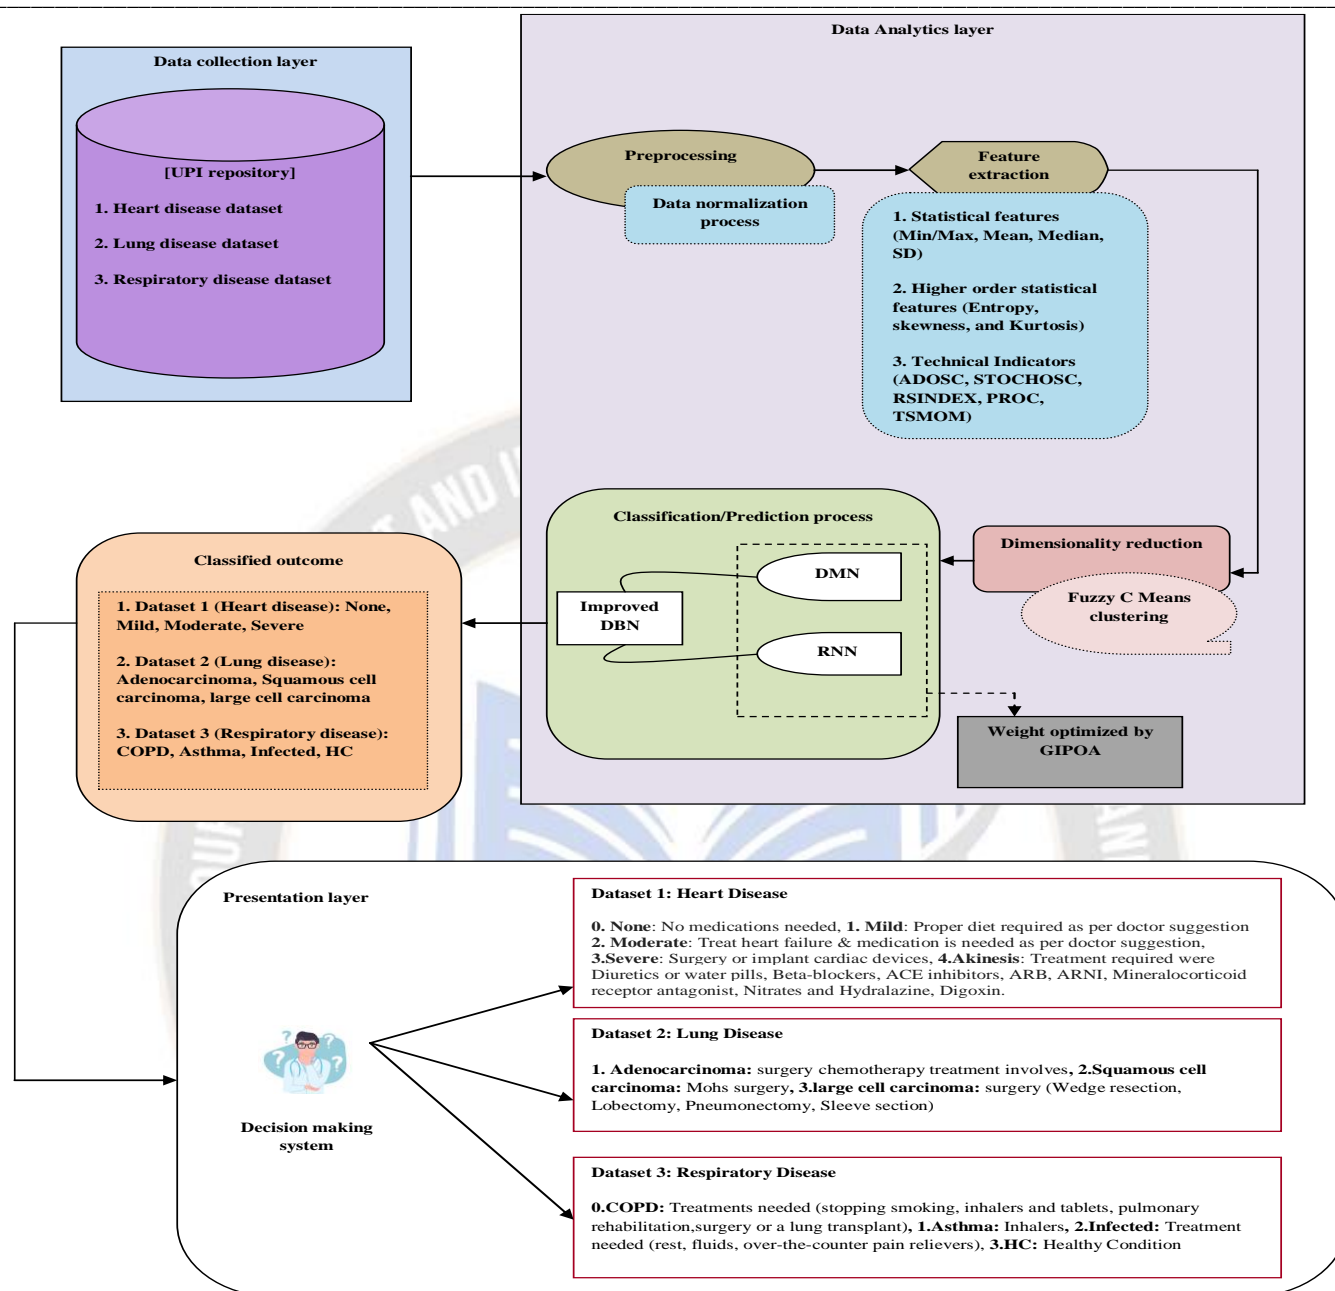 Data collection layer
[UPI repository]
1. Heart disease dataset
2. Lung disease dataset
3. Respiratory disease dataset
Data Analytics layer
Preprocessing
Data normalization
process
Feature
extraction
1. Statistical features
(Min/Max, Mean, Median,
SD)
2. Higher order statistical
features (Entropy,
skewness, and Kurtosis)
3. Technical Indicators
(ADOSC, STOCHOSC,
RSINDEX, PROC,
TSMOM)
Dimensionality reduction
Fuzzy C Means
clustering
Classification/Prediction process
DMN
Improved
DBN
RNN
Weight optimized by
GIPOA
Classified outcome
1. Dataset 1 (Heart disease): None,
Mild, Moderate, Severe
2. Dataset 2 (Lung disease):
Adenocarcinoma, Squamous cell
carcinoma, large cell carcinoma
3. Dataset 3 (Respiratory disease):
COPD, Asthma, Infected, HC
Presentation layer
Decision making
system
Dataset 1: Heart Disease
0. None: No medications needed, 1. Mild: Proper diet required as per doctor suggestion
2. Moderate: Treat heart failure & medication is needed as per doctor suggestion,
3.Severe: Surgery or implant cardiac devices, 4.Akinesis: Treatment required were
Diuretics or water pills, Beta-blockers, ACE inhibitors, ARB, ARNI, Mineralocorticoid
receptor antagonist, Nitrates and Hydralazine, Digoxin.
Dataset 2: Lung Disease
1. Adenocarcinoma: surgery chemotherapy treatment involves, 2.Squamous cell
carcinoma: Mohs surgery, 3.large cell carcinoma: surgery (Wedge resection,
Lobectomy, Pneumonectomy, Sleeve section)
Dataset 3: Respiratory Disease
0.COPD: Treatments needed (stopping smoking, inhalers and tablets, pulmonary
rehabilitation,surgery or a lung transplant), 1.Asthma: Inhalers, 2.Infected: Treatment
needed (rest, fluids, over-the-counter pain relievers), 3.HC: Healthy Condition